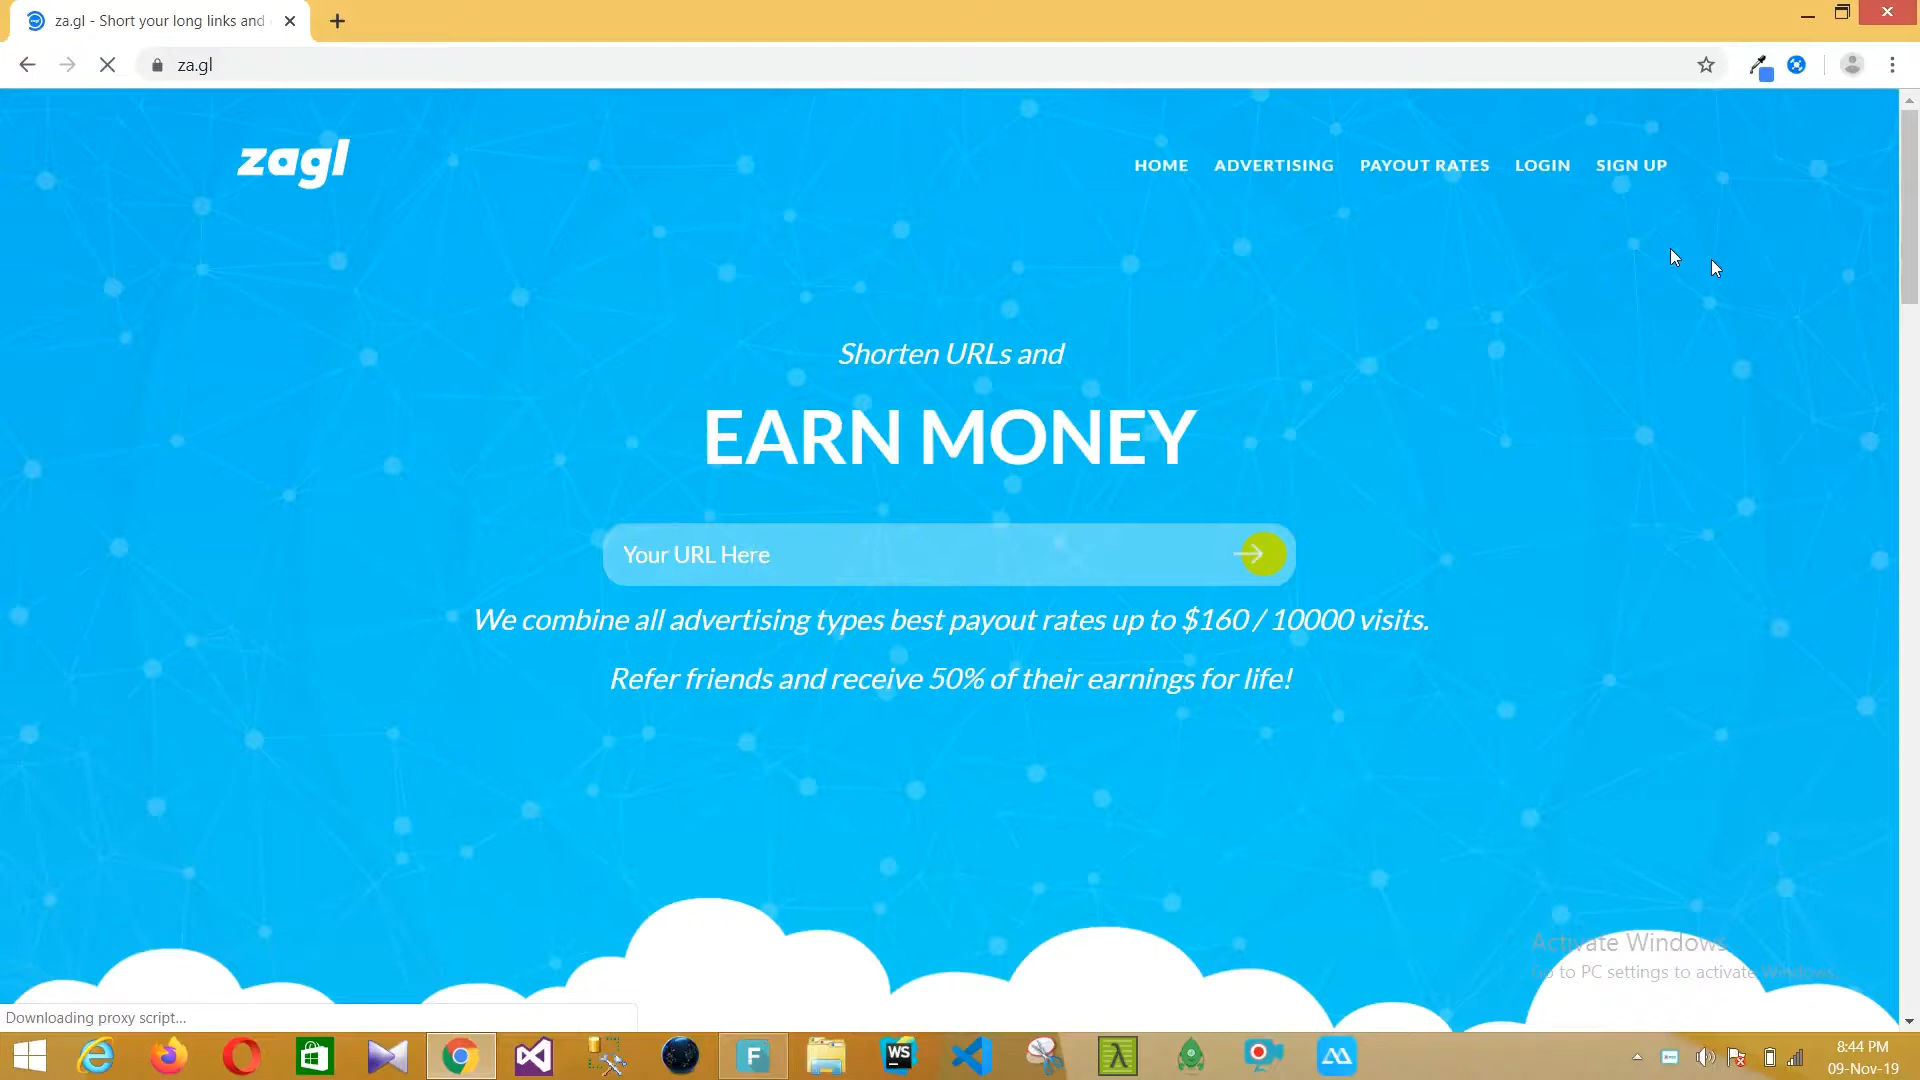 za.gl - Short your long links and
za.gl
zagl
HOME ADVERTISING PAYOUT RATES LOGIN SIGN UP
Shorten URLs and
EARN MONEY
Your URL Here
We combine all advertising types best payout rates up to $160 / 10000 visits.
Refer friends and receive 50% of their earnings for life!
Activate Windows
Go to PC settings to activate Windows.
Downloading proxy script...
F
WS
λ
8:44 PM
09-Nov-19